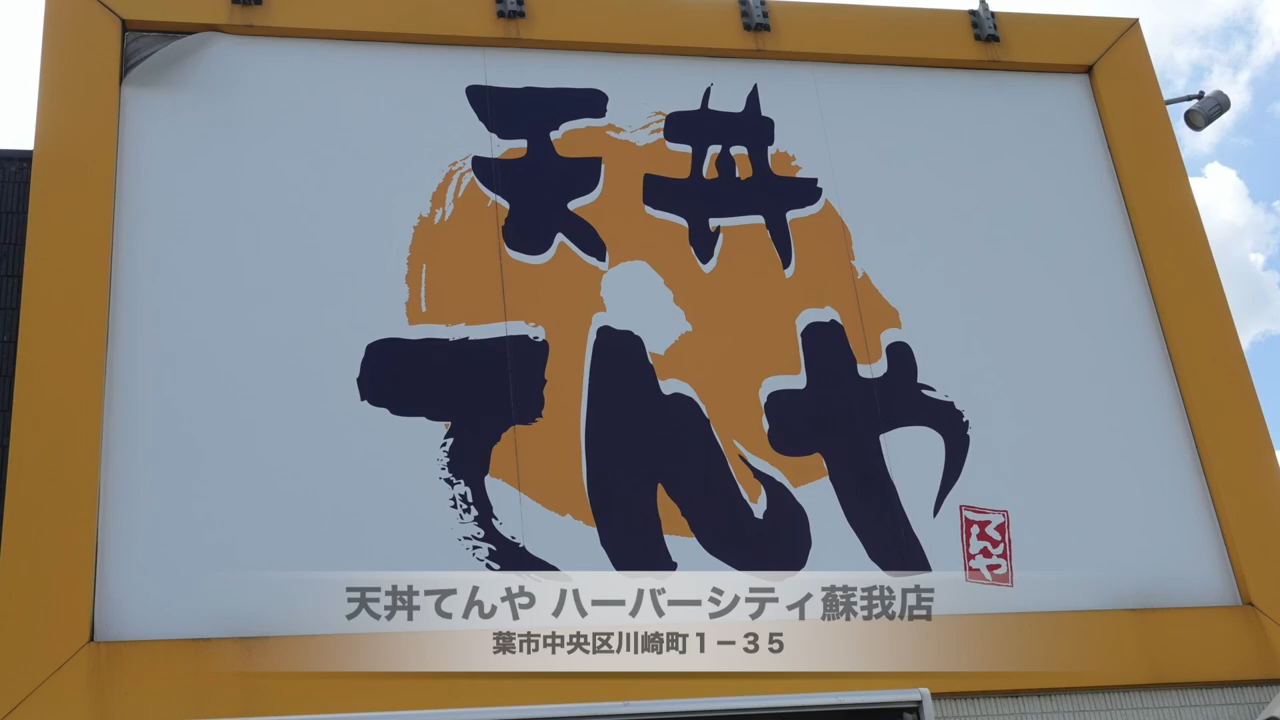 天丼
てんや
てんや
天丼てんや ハーバーシティ蘇我店
葉市中央区川崎町１－３５